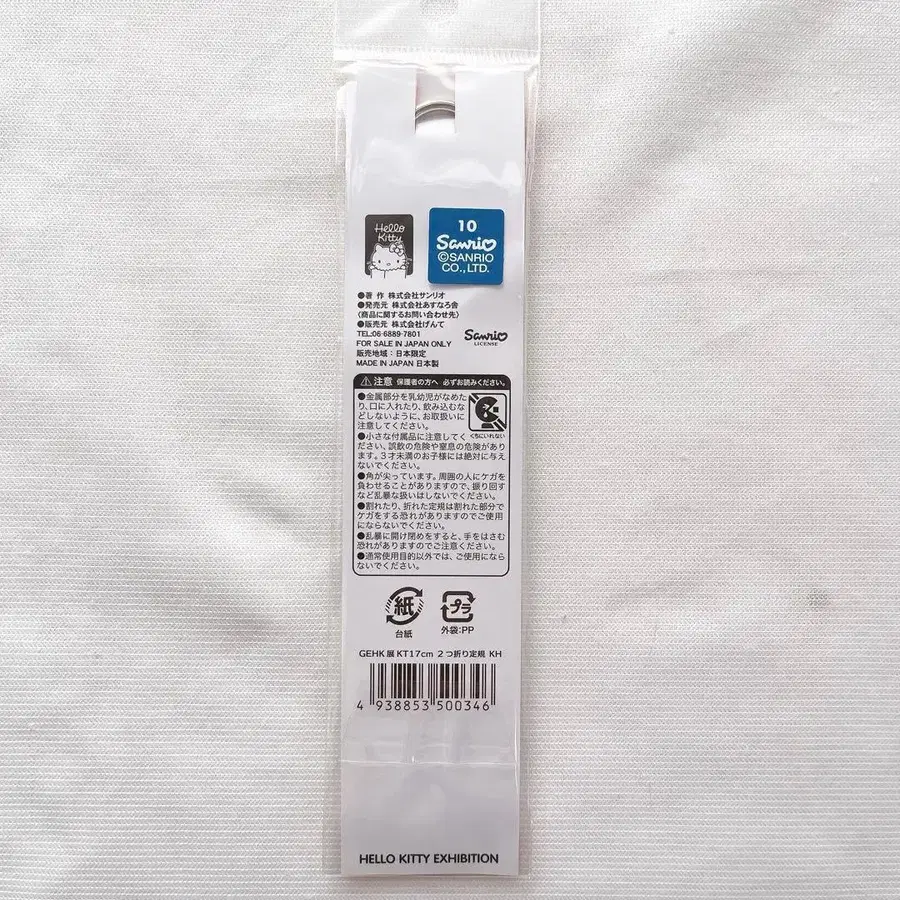 Hello
Kitty
10
Sanrio
©SANRIO
CO., LTD.
●著 作 株式会社サンリオ
●発売元 株式会社あすなろ舎
(商品に関するお問い合わせ先)
●販売元 株式会社げんて
TEL:06-6889-7801
FOR SALE IN JAPAN ONLY
販売地域:日本限定
MADE IN JAPAN 日本製
Sanrio
LICENSE
注意 保護者の方へ 必ずお読みください。
●金属部分を乳幼児がなめた
り、口に入れたり、飲み込むな
どしないように、お取扱いに
注意してください。
くちにいれない
●小さな付属品に注意してく
ださい、誤飲の危険や窒息の危険があり
ます。3才未満のお子様には絶対に与え
ないでください。
●角が尖っています。周囲の人にケガを
負わせることがありますので、振り回す
など乱暴な扱いはしないでください。
●割れたり、折れた定規は割れた部分で
ケガをする恐れがありますのでご使用
にならないでください。
●乱暴に開け閉めをすると、手をはさむ
恐れがありますのでご注意ください。
●通常使用目的以外では、ご使用になら
ないでください。
紙
台紙
プラ
外袋:PP
GEHK展 KT17cm 2つ折り定規 KH
4 938853 500346
HELLO KITTY EXHIBITION